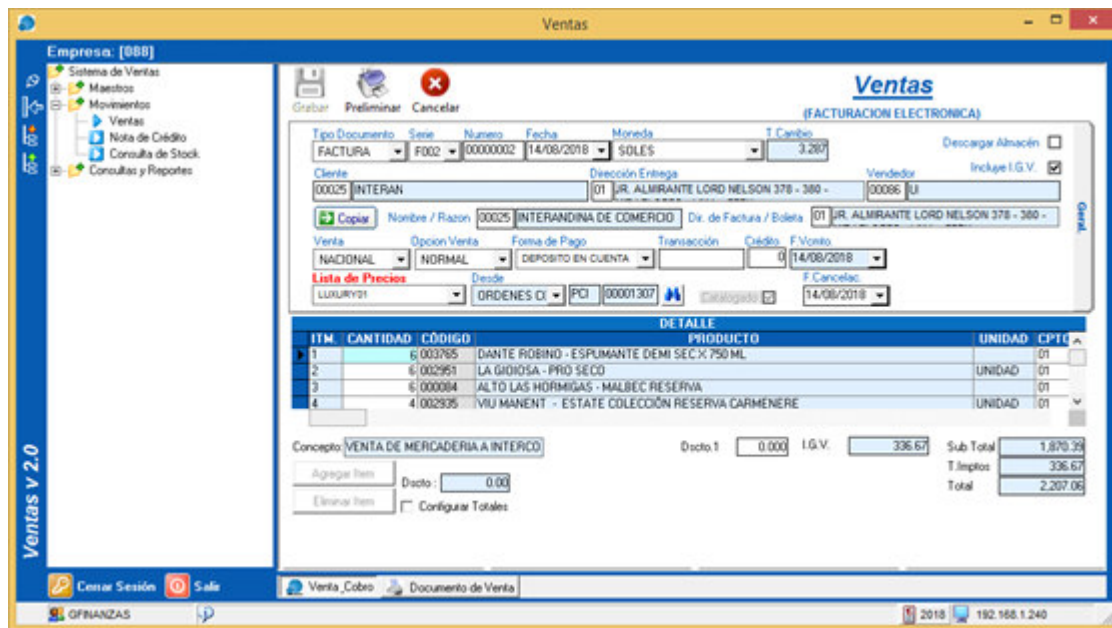 Ventas
Empresa: [088]
Sistema de Ventas
Maestros
Movimientos
Ventas
Nota de Crédito
Consulta de Stock
Consultas y Reportes
Ventas v 2.0
Cerrar Sesión Salir
Grabar Preliminar Cancelar
Ventas
(FACTURACION ELECTRONICA)
Tipo Documento Serie Numero Fecha Moneda T.Cambio
FACTURA F002 00000002 14/08/2018 SOLES 3.287
Descargar Almacén
Incluye I.G.V.
Cliente Dirección Entrega Vendedor
00025 INTERAN 01 JR. ALMIRANTE LORD NELSON 378 - 380 - 00086 LI
Geral.
Copiar Nombre / Razon 00025 INTERANDINA DE COMERCIO Dir. de Factura / Boleta 01 JR. ALMIRANTE LORD NELSON 378 - 380 -
Venta Opcion Venta Forma de Pago Transacción Crédito F.Vcmto.
NACIONAL NORMAL DEPOSITO EN CUENTA 0 14/08/2018
Lista de Precios Desde F.Cancelac.
LUXURY01 ORDENES PCI 00001307 Catalogado 14/08/2018
DETALLE
ITM. CANTIDAD CÓDIGO PRODUCTO UNIDAD CPTO
1 6 003765 DANTE ROBINO - ESPUMANTE DEMI SEC X 750 ML 01
2 6 002951 LA GIOIOSA - PRO SECO UNIDAD 01
3 6 000084 ALTO LAS HORMIGAS - MALBEC RESERVA 01
4 4 002935 VIU MANENT - ESTATE COLECCIÓN RESERVA CARMENERE UNIDAD 01
Concepto: VENTA DE MERCADERIA A INTERCO Dscto.1 0.000 I.G.V. 336.67 Sub Total 1,870.39
T.Imptos 336.67
Total 2,207.06
Agregar Item
Dscto : 0.00
Eliminar Item
Configurar Totales
Venta_Cobro Documento de Venta
GFINANZAS 2018 192.168.1.240